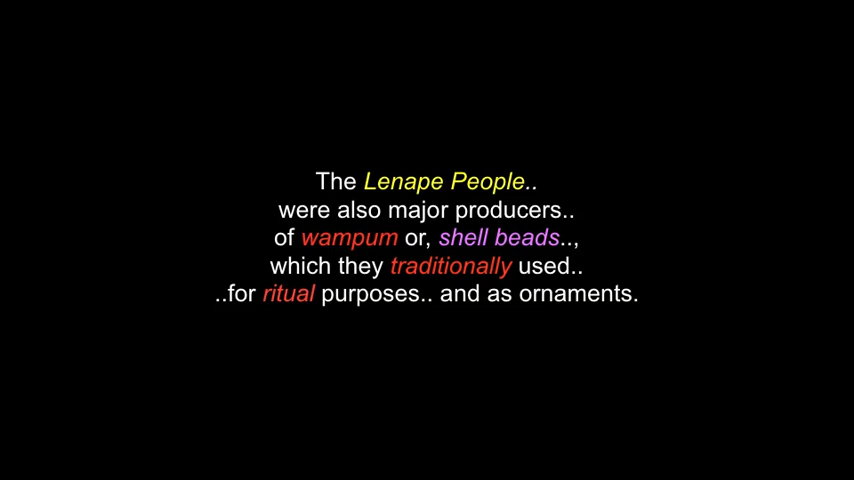 The Lenape People..
were also major producers..
of wampum or, shell beads..,
which they traditionally used..
..for ritual purposes.. and as ornaments.